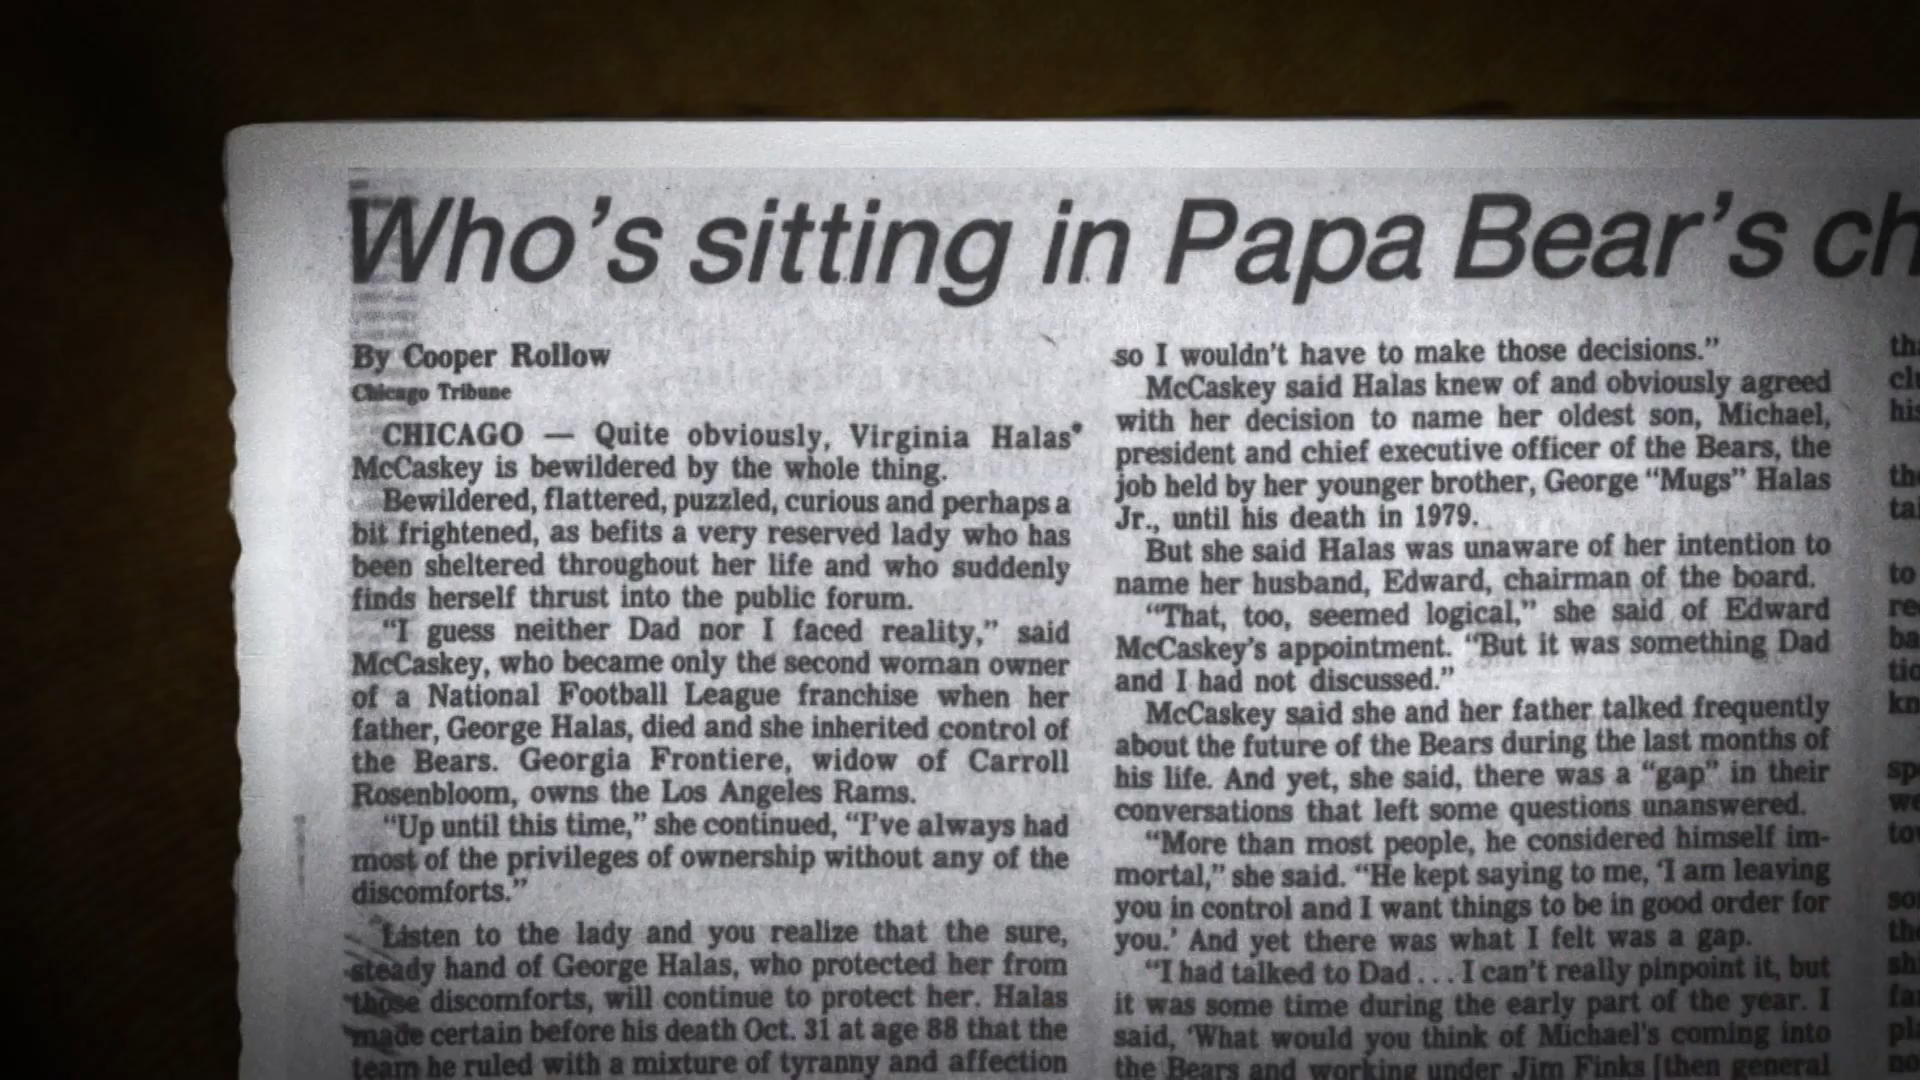 Who's sitting in Papa Bear's ch
By Cooper Rollow
Chicago Tribune
CHICAGO — Quite obviously, Virginia Halas
McCaskey is bewildered by the whole thing.
Bewildered, flattered, puzzled, curious and perhaps a
bit frightened, as befits a very reserved lady who has
been sheltered throughout her life and who suddenly
finds herself thrust into the public forum.
"I guess neither Dad nor I faced reality," said
McCaskey, who became only the second woman owner
of a National Football League franchise when her
father, George Halas, died and she inherited control of
the Bears. Georgia Frontiere, widow of Carroll
Rosenbloom, owns the Los Angeles Rams.
"Up until this time," she continued, "I've always had
most of the privileges of ownership without any of the
discomforts."
Listen to the lady and you realize that the sure,
steady hand of George Halas, who protected her from
those discomforts, will continue to protect her. Halas
made certain before his death Oct. 31 at age 88 that the
team he ruled with a mixture of tyranny and affection
so I wouldn't have to make those decisions."
McCaskey said Halas knew of and obviously agreed
with her decision to name her oldest son, Michael,
president and chief executive officer of the Bears, the
job held by her younger brother, George "Mugs" Halas
Jr., until his death in 1979.
But she said Halas was unaware of her intention to
name her husband, Edward, chairman of the board.
"That, too, seemed logical," she said of Edward
McCaskey's appointment. "But it was something Dad
and I had not discussed."
McCaskey said she and her father talked frequently
about the future of the Bears during the last months of
his life. And yet, she said, there was a "gap" in their
conversations that left some questions unanswered.
"More than most people, he considered himself im-
mortal," she said. "He kept saying to me, 'I am leaving
you in control and I want things to be in good order for
you.' And yet there was what I felt was a gap.
"I had talked to Dad . . . I can't really pinpoint it, but
it was some time during the early part of the year. I
said, 'What would you think of Michael's coming into
the Bears and working under Jim Finks [then general